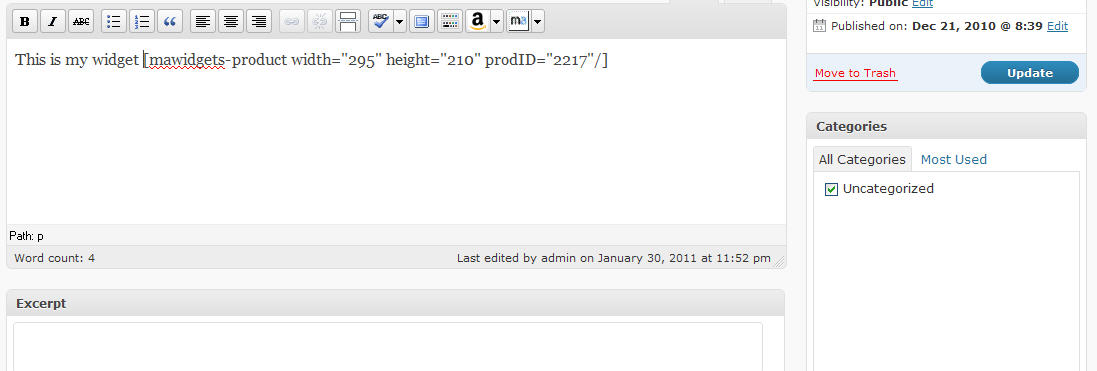 Visibility: Public Edit
B I ABC ABC a ma
Published on: Dec 21, 2010 @ 8:39 Edit
This is my widget [mawidgets-product width="295" height="210" prodID="2217"/]
Move to Trash
Update
Categories
All Categories Most Used
Uncategorized
Path: p
Word count: 4
Last edited by admin on January 30, 2011 at 11:52 pm
Excerpt